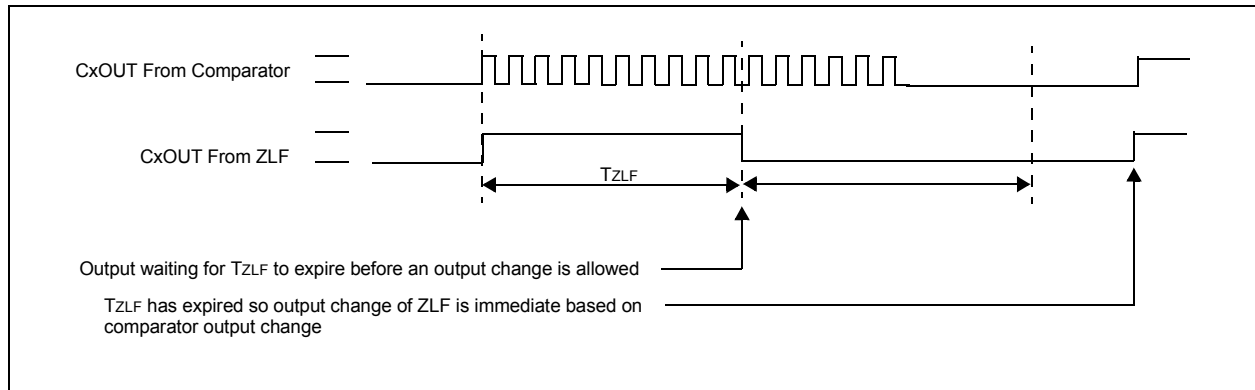 CxOUT From Comparator
CxOUT From ZLF
TZLF
Output waiting for TZLF to expire before an output change is allowed
TZLF has expired so output change of ZLF is immediate based on
comparator output change